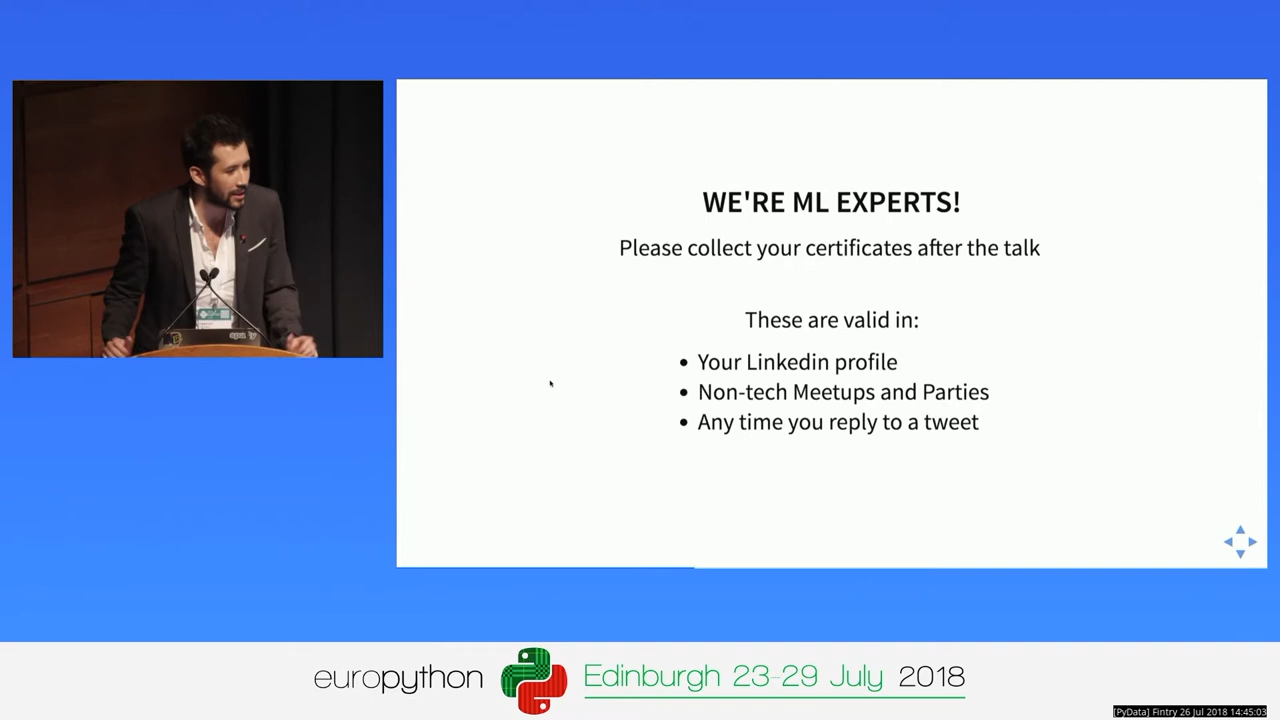 WE'RE ML EXPERTS!
Please collect your certificates after the talk
These are valid in:
Your Linkedin profile
Non-tech Meetups and Parties
Any time you reply to a tweet
europython
Edinburgh 23-29 July 2018
[PyData] Fintry 26 Jul 2018 14:45:03